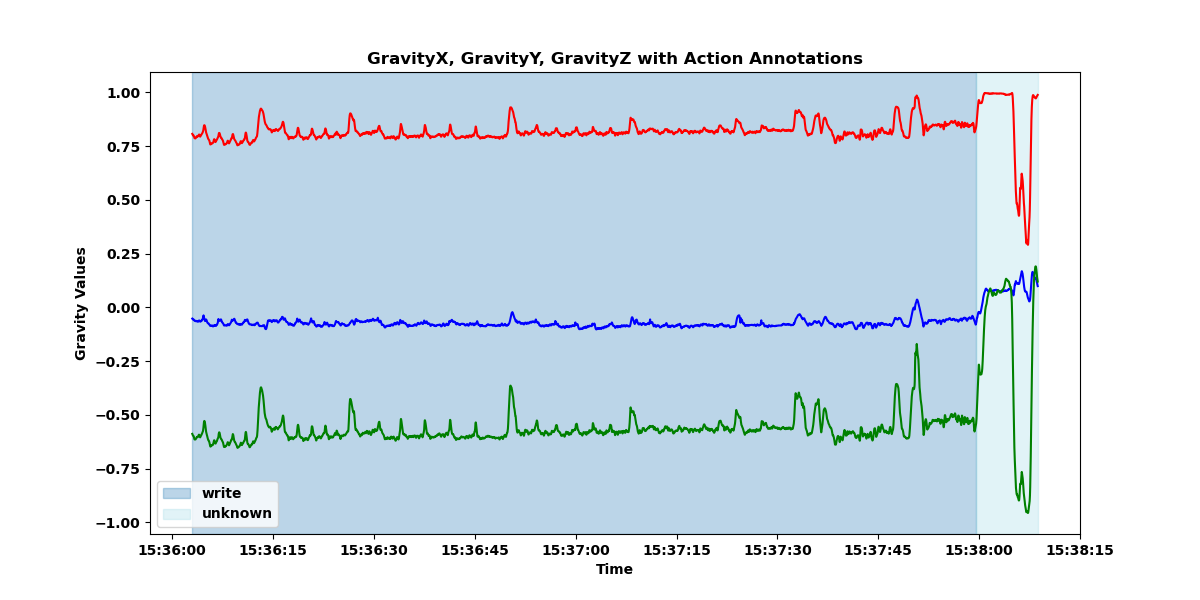 GravityX, GravityY, GravityZ with Action Annotations
1.00
0.75
0.50
0.25
0.00
−0.25
−0.50
−0.75
−1.00
Gravity Values
write
unknown
15:36:00 15:36:15 15:36:30 15:36:45 15:37:00 15:37:15 15:37:30 15:37:45 15:38:00 15:38:15
Time